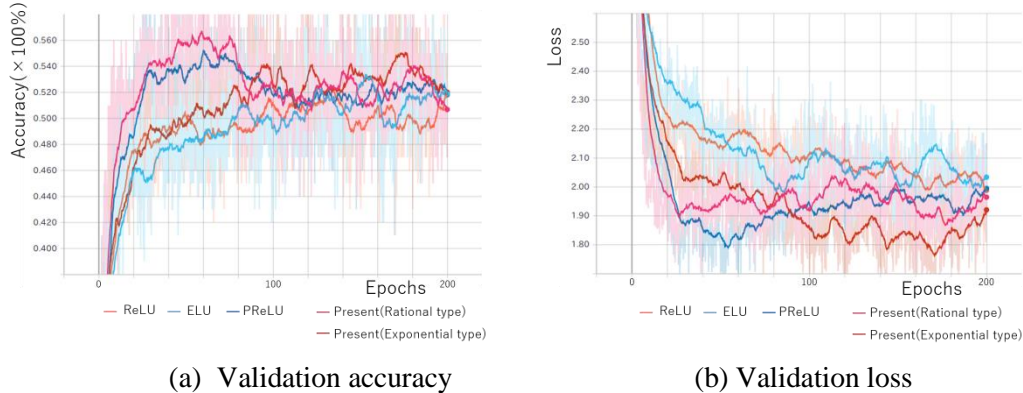 Accuracy(×100%)
0.560
0.540
0.520
0.500
0.480
0.460
0.440
0.420
0.400
0
100
200
Epochs
ReLU ELU PReLU Present(Rational type)
Present(Exponential type)
(a) Validation accuracy
Loss
2.50
2.40
2.30
2.20
2.10
2.00
1.90
1.80
0
100
200
Epochs
ReLU ELU PReLU Present(Rational type)
Present(Exponential type)
(b) Validation loss